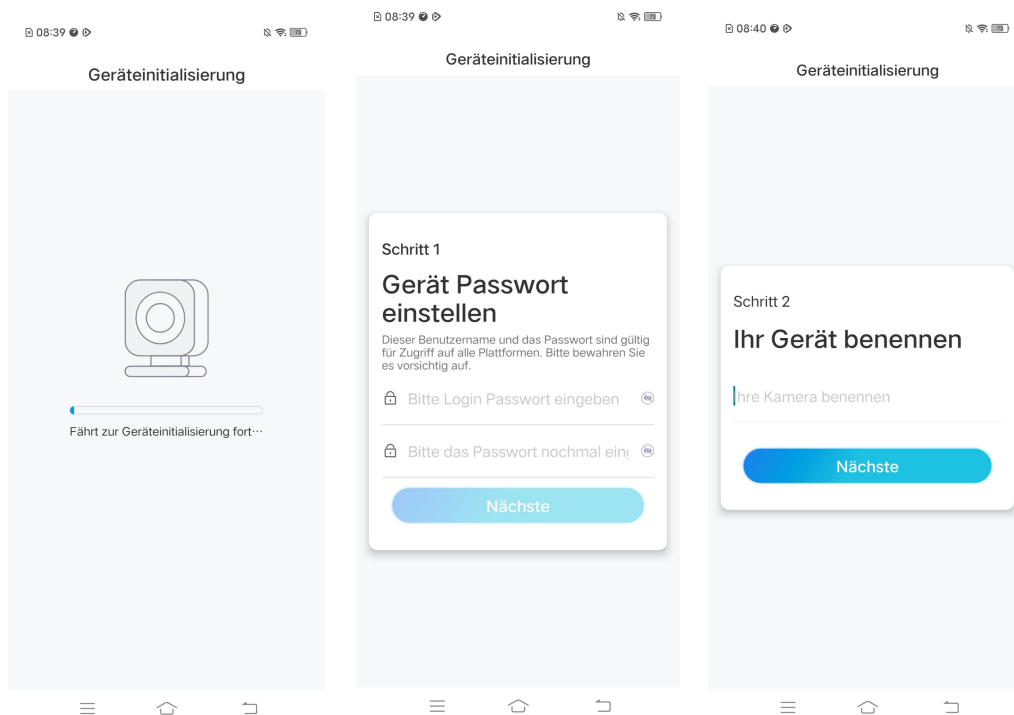 08:39
Geräteinitialisierung
Fährt zur Geräteinitialisierung fort…
08:39
73
Geräteinitialisierung
Schritt 1
Gerät Passwort
einstellen
Dieser Benutzername und das Passwort sind gültig
für Zugriff auf alle Plattformen. Bitte bewahren Sie
es vorsichtig auf.
Bitte Login Passwort eingeben
Bitte das Passwort nochmal ein
Nächste
08:40
Geräteinitialisierung
Schritt 2
Ihr Gerät benennen
Ihre Kamera benennen
Nächste